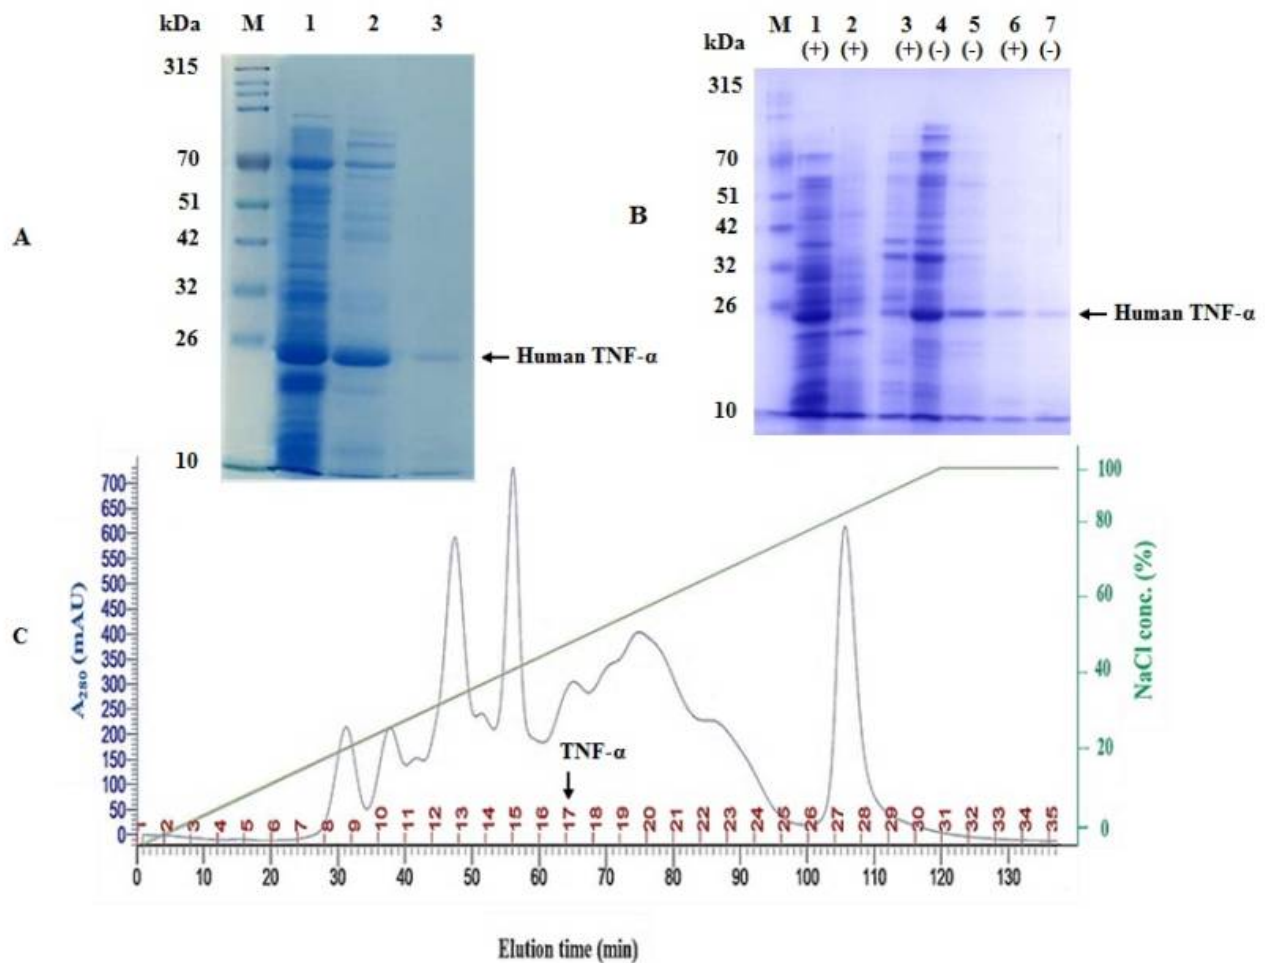 kDa M 1 2 3
315
70
51
42
32
26
10
A
Human TNF-α
kDa M 1 2 3 4 5 6 7
(+) (+) (+) (-) (-) (+) (-)
315
70
51
42
32
26
10
B
Human TNF-α
C
A₂₈₀ (mAU)
700
650
600
550
500
450
400
350
300
250
200
150
100
50
0
TNF-α
1 2 3 4 5 6 7 8 9 10 11 12 13 14 15 16 17 18 19 20 21 22 23 24 25 26 27 28 29 30 31 32 33 34 35
0 10 20 30 40 50 60 70 80 90 100 110 120 130
Elution time (min)
100
80
60
40
20
0
NaCl conc. (%)